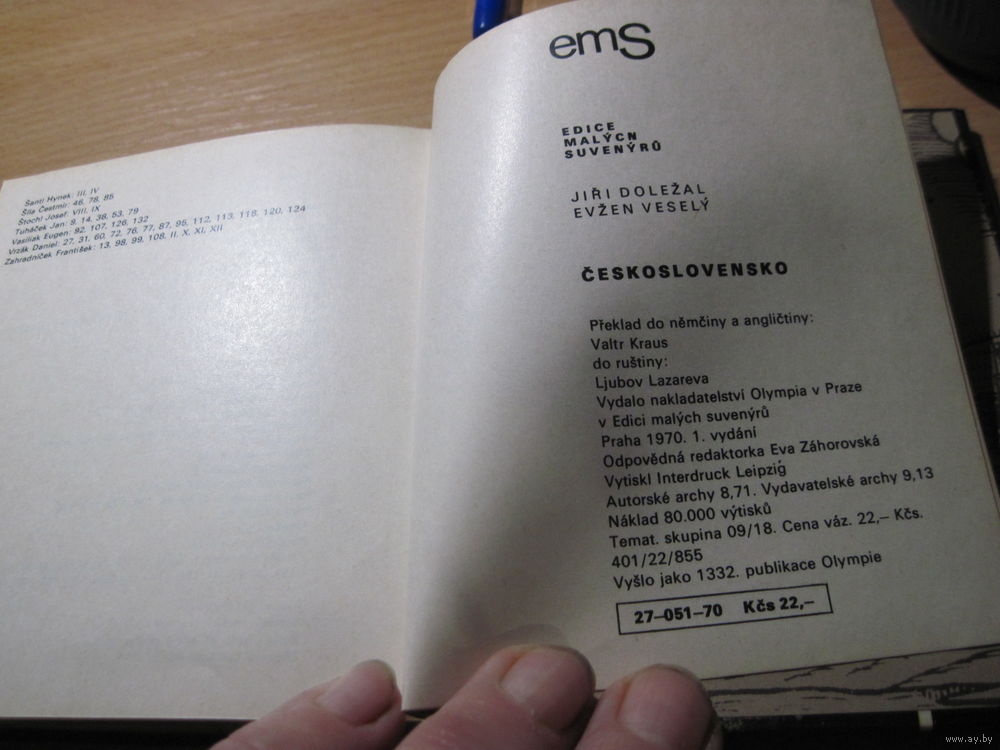 Šantl Hynek: III, IV
Šíla Čestmír: 46, 78, 85
Štochl Josef: VIII, IX
Tuháček Jan: 9, 14, 38, 53, 79
Vasiliak Eugen: 92, 107, 126, 132
Vrzák Daniel: 27, 31, 60, 72, 76, 77, 87, 95, 112, 113, 118, 120, 124
Zahradníček František: 13, 98, 99, 108, II, X, XI, XII
emS
EDICE
MALÝCH
SUVENÝRŮ
JIŘI DOLEŽAL
EVŽEN VESELÝ
ČESKOSLOVENSKO
Překlad do němčiny a angličtiny:
Valtr Kraus
do ruštiny:
Ljubov Lazareva
Vydalo nakladatelství Olympia v Praze
v Edici malých suvenýrů
Praha 1970. 1. vydání
Odpovědná redaktorka Eva Záhorovská
Vytiskl Interdruck Leipzig
Autorské archy 8,71. Vydavatelské archy 9,13
Náklad 80.000 výtisků
Temat. skupina 09/18. Cena váz. 22,– Kčs.
401/22/855
Vyšlo jako 1332. publikace Olympie
27–051–70 Kčs 22,–
www.ay.by